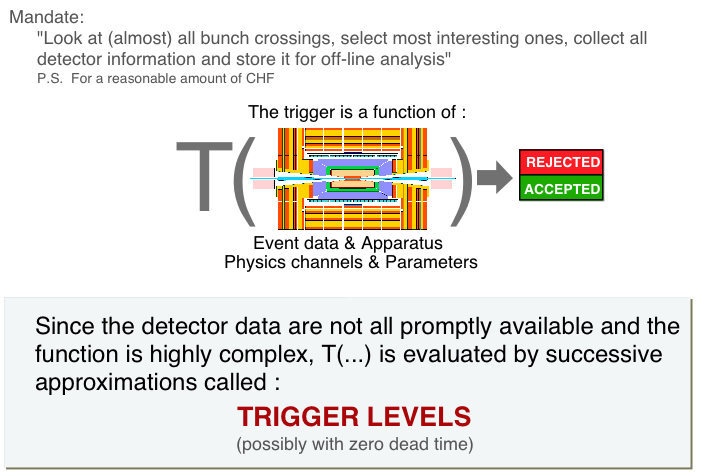 Mandate:
"Look at (almost) all bunch crossings, select most interesting ones, collect all
detector information and store it for off-line analysis"
P.S. For a reasonable amount of CHF
The trigger is a function of :
T( )
REJECTED
ACCEPTED
Event data & Apparatus
Physics channels & Parameters
Since the detector data are not all promptly available and the
function is highly complex, T(...) is evaluated by successive
approximations called :
TRIGGER LEVELS
(possibly with zero dead time)